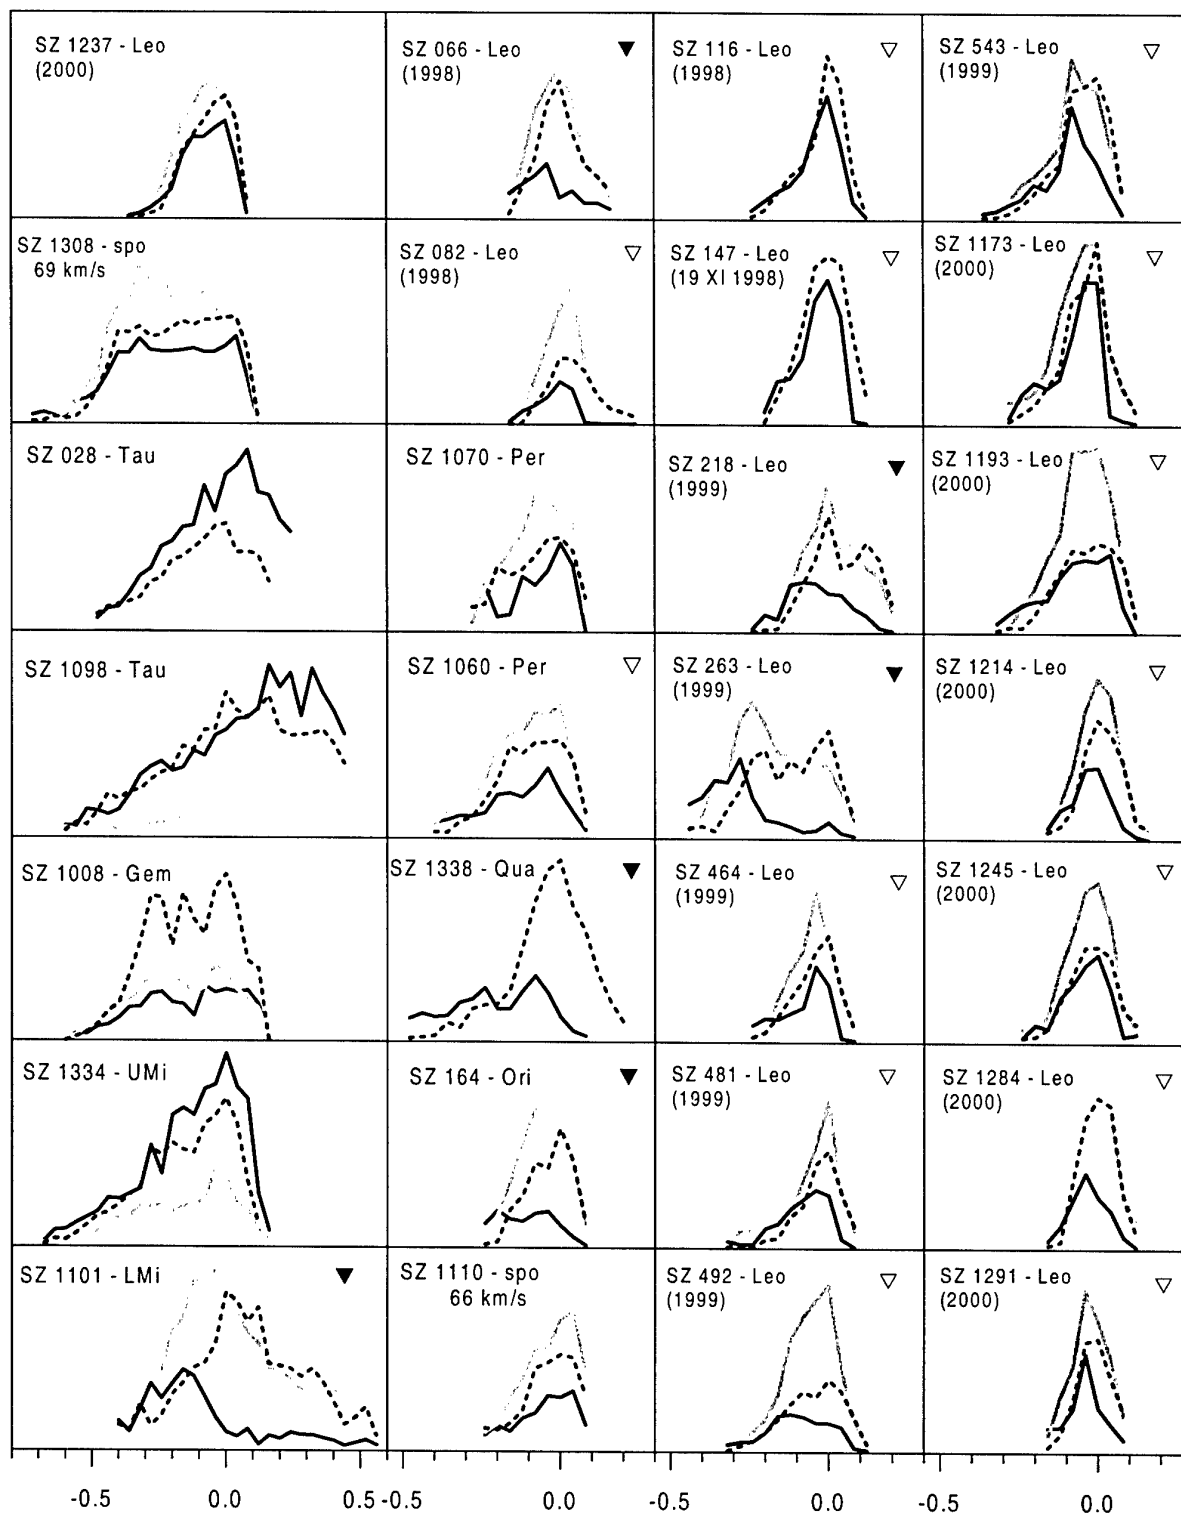 SZ 1237 - Leo
(2000)
SZ 066 - Leo
(1998)
SZ 116 - Leo
(1998)
SZ 543 - Leo
(1999)
SZ 1308 - spo
69 km/s
SZ 082 - Leo
(1998)
SZ 147 - Leo
(19 XI 1998)
SZ 1173 - Leo
(2000)
SZ 028 - Tau
SZ 1070 - Per
SZ 218 - Leo
(1999)
SZ 1193 - Leo
(2000)
SZ 1098 - Tau
SZ 1060 - Per
SZ 263 - Leo
(1999)
SZ 1214 - Leo
(2000)
SZ 1008 - Gem
SZ 1338 - Qua
SZ 464 - Leo
(1999)
SZ 1245 - Leo
(2000)
SZ 1334 - UMi
SZ 164 - Ori
SZ 481 - Leo
(1999)
SZ 1284 - Leo
(2000)
SZ 1101 - LMi
SZ 1110 - spo
66 km/s
SZ 492 - Leo
(1999)
SZ 1291 - Leo
(2000)
-0.5 0.0 0.5 -0.5 0.0 -0.5 0.0 -0.5 0.0